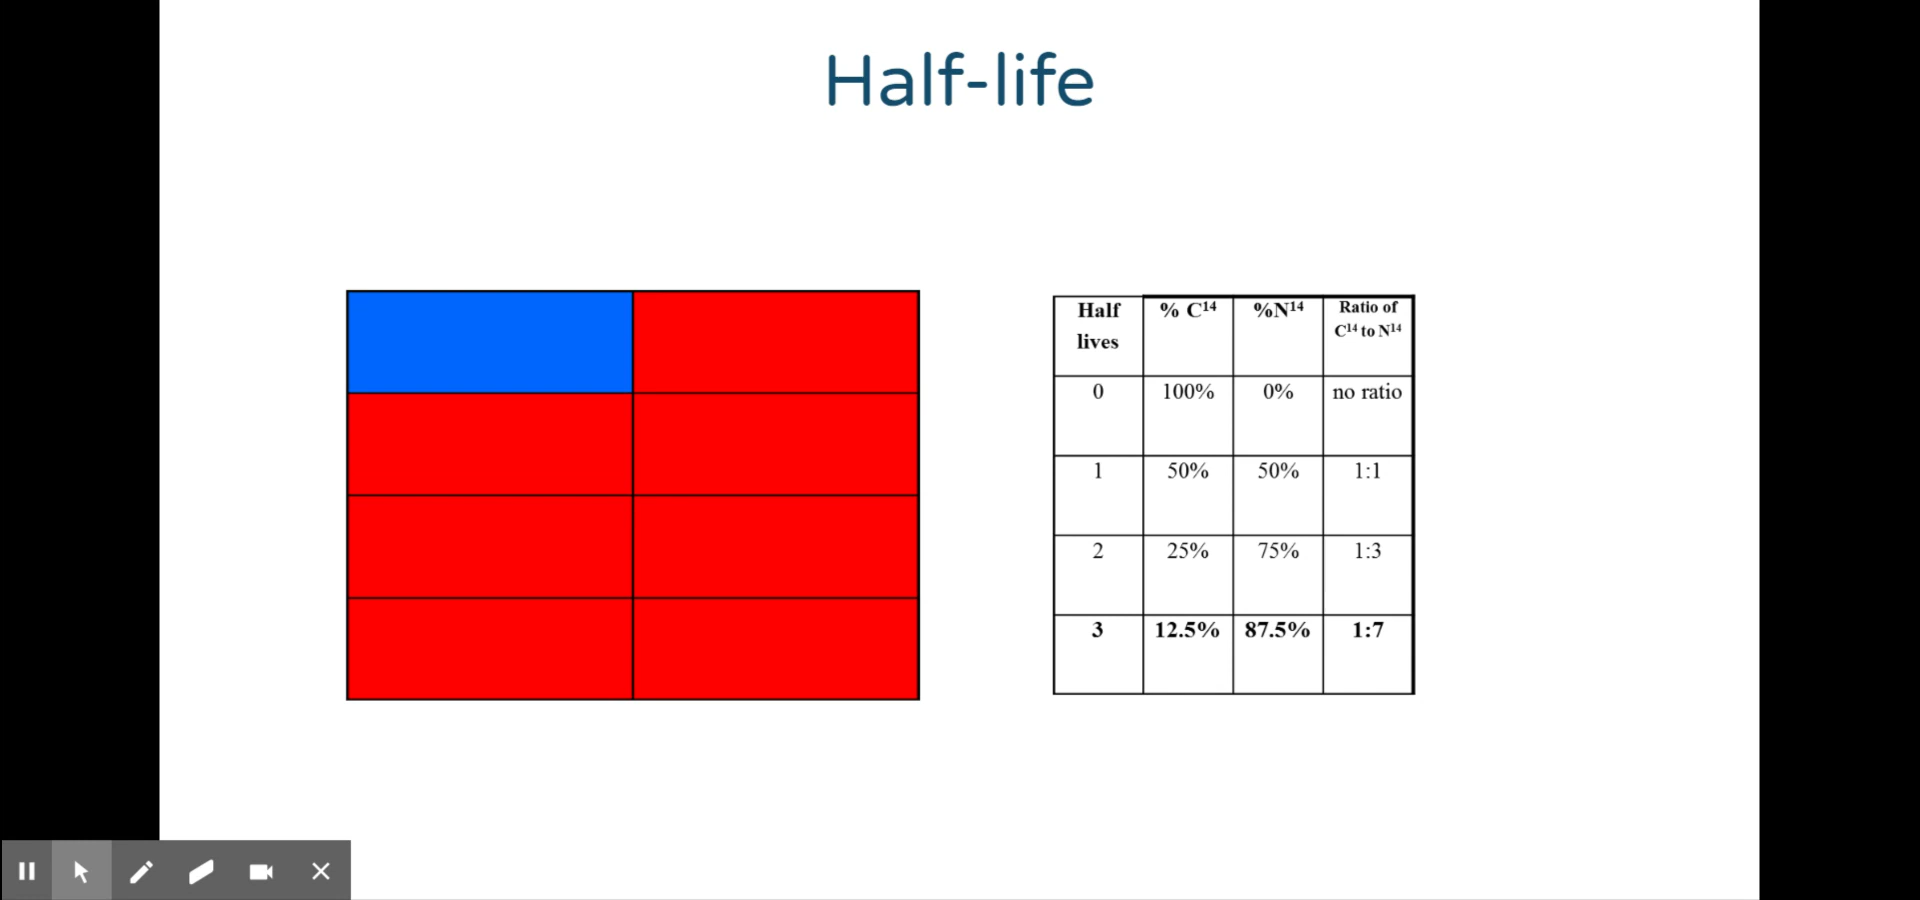 Half-life
Half lives % C¹⁴ %N¹⁴ Ratio of C¹⁴ to N¹⁴
0 100% 0% no ratio
1 50% 50% 1:1
2 25% 75% 1:3
3 12.5% 87.5% 1:7